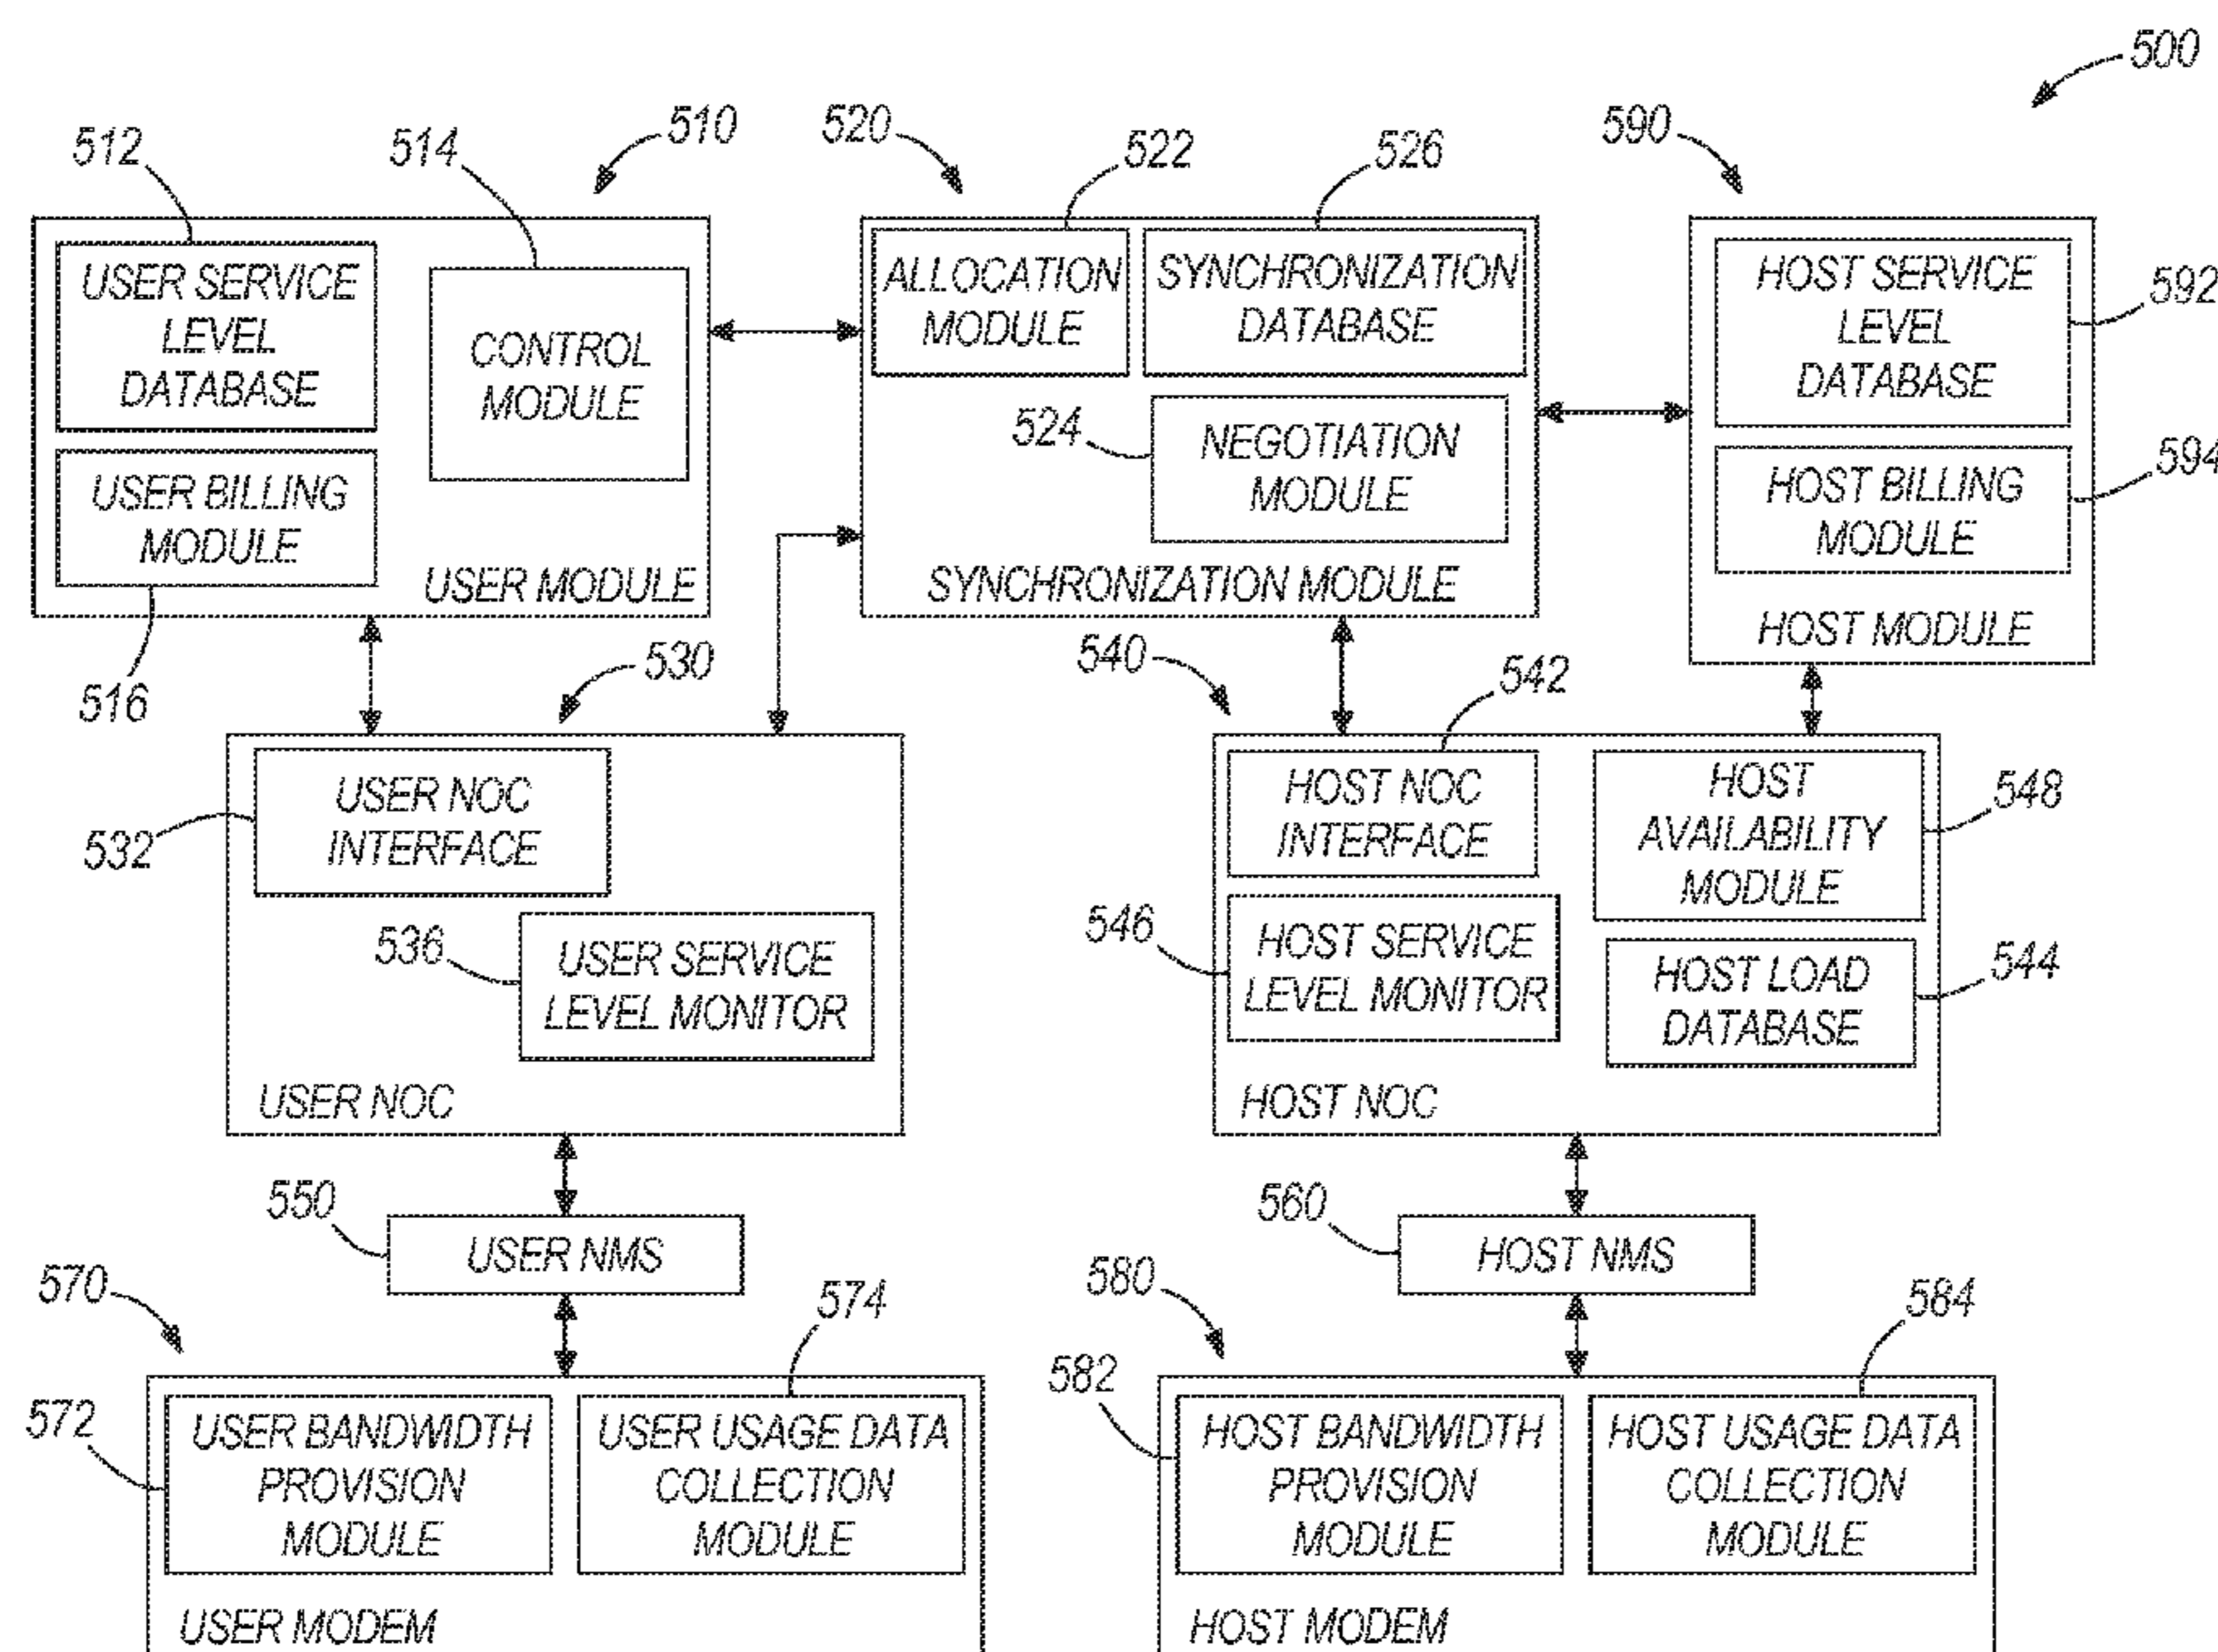 500
510
520
590
512
514
522
526
USER SERVICE
LEVEL
DATABASE
CONTROL
MODULE
USER BILLING
MODULE
USER MODULE
516
ALLOCATION
MODULE
SYNCHRONIZATION
DATABASE
524
NEGOTIATION
MODULE
SYNCHRONIZATION MODULE
HOST SERVICE
LEVEL
DATABASE
592
HOST BILLING
MODULE
594
HOST MODULE
530
540
542
USER NOC
INTERFACE
532
536
USER SERVICE
LEVEL MONITOR
USER NOC
HOST NOC
INTERFACE
HOST
AVAILABILITY
MODULE
548
546
HOST SERVICE
LEVEL MONITOR
HOST LOAD
DATABASE
544
HOST NOC
550
USER NMS
560
HOST NMS
570
574
580
584
572
USER BANDWIDTH
PROVISION
MODULE
USER USAGE DATA
COLLECTION
MODULE
USER MODEM
582
HOST BANDWIDTH
PROVISION
MODULE
HOST USAGE DATA
COLLECTION
MODULE
HOST MODEM